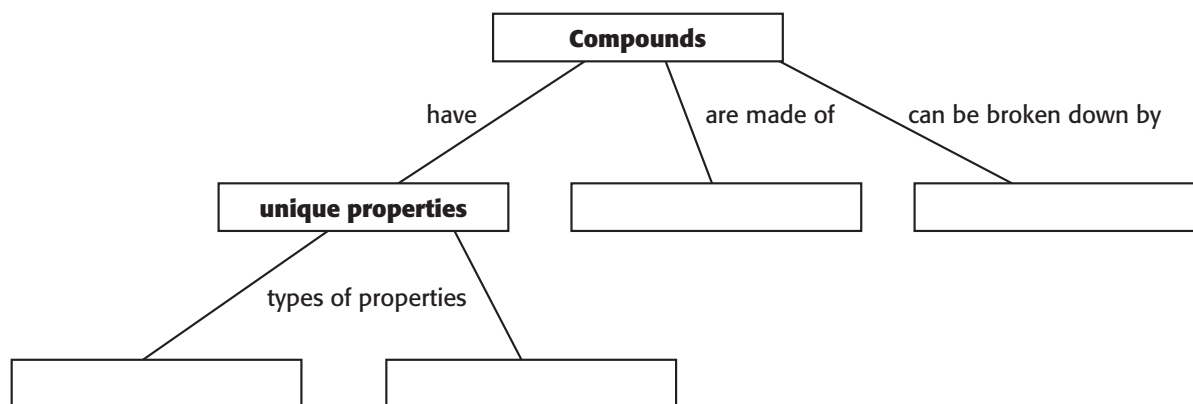 Compounds
have
are made of
can be broken down by
unique properties
types of properties